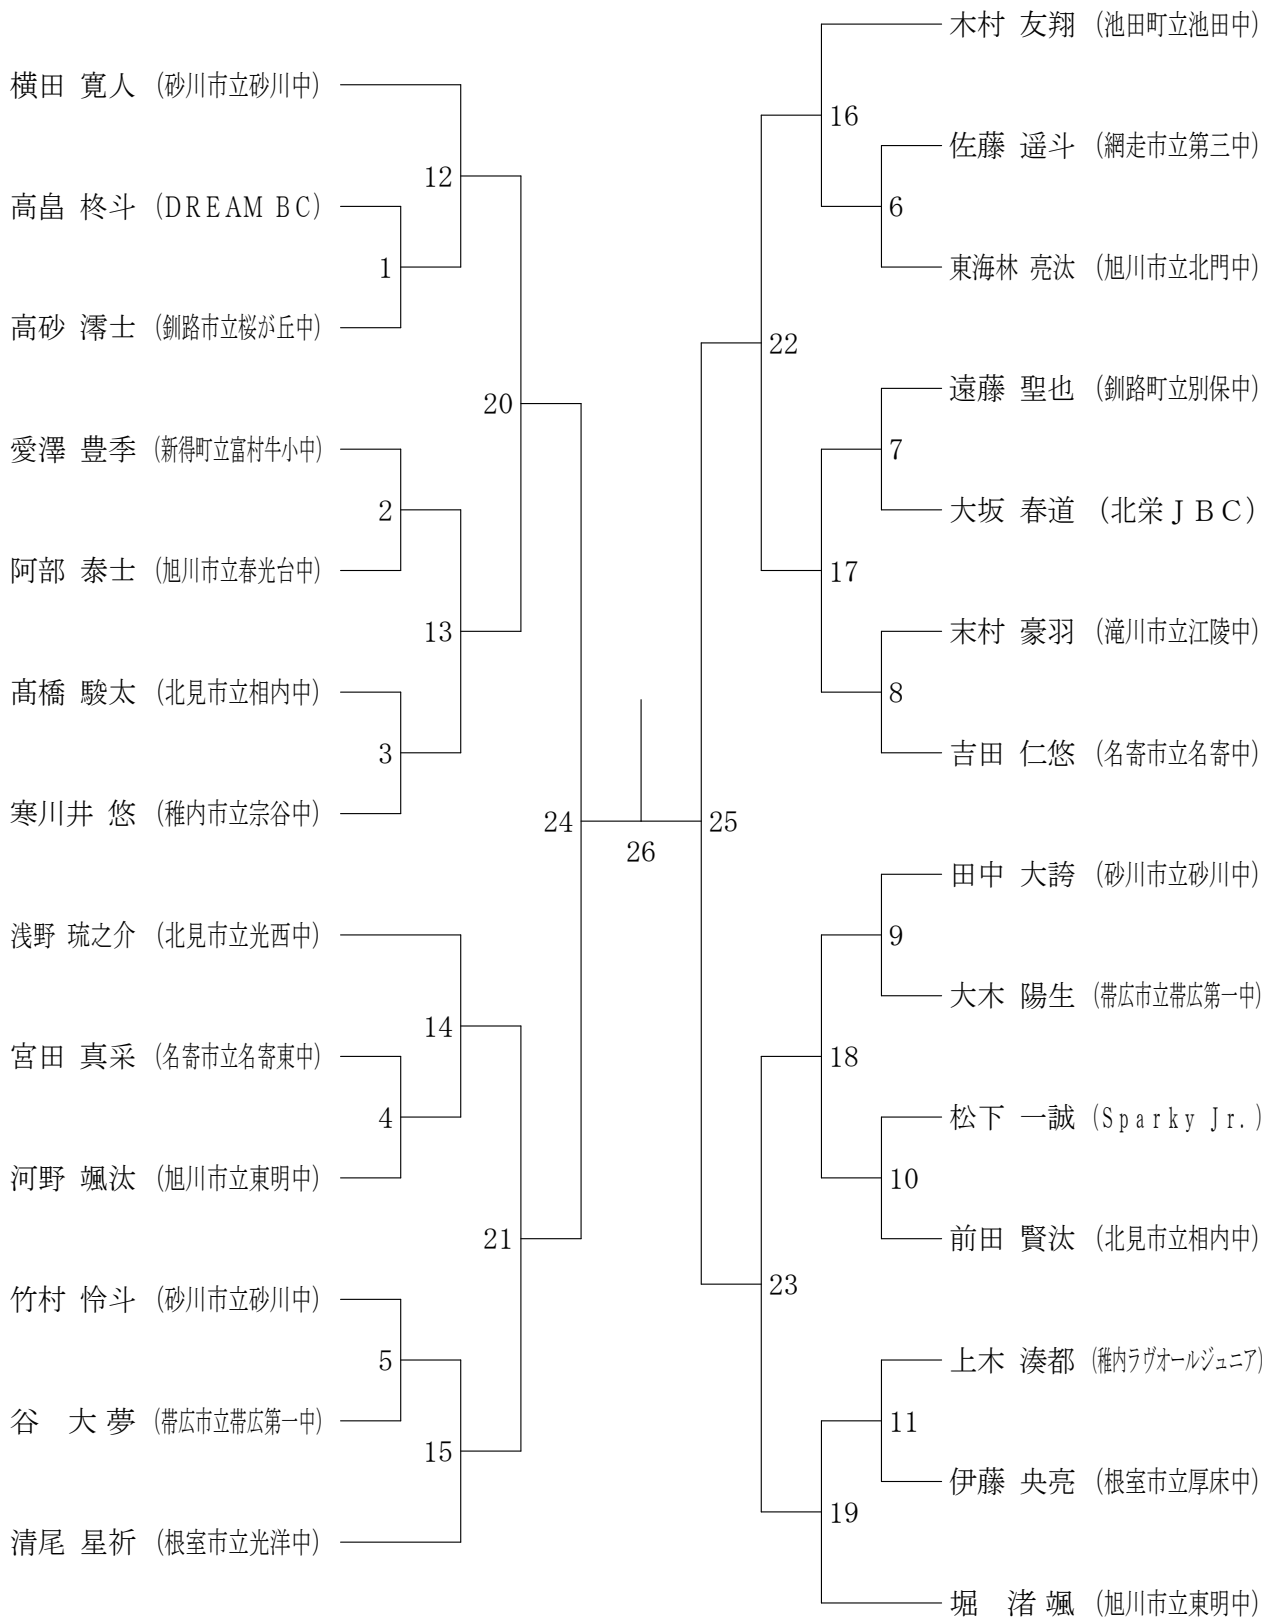 横田 寛人 (砂川市立砂川中)
12
高畠 柊斗 (DREAM BC)
1
高砂 澪士 (釧路市立桜が丘中)
20
愛澤 豊季 (新得町立富村牛小中)
2
阿部 泰士 (旭川市立春光台中)
13
髙橋 駿太 (北見市立相内中)
3
寒川井 悠 (稚内市立宗谷中)
24
浅野 琉之介 (北見市立光西中)
14
宮田 真采 (名寄市立名寄東中)
4
河野 颯汰 (旭川市立東明中)
21
竹村 怜斗 (砂川市立砂川中)
5
谷 大夢 (帯広市立帯広第一中)
15
清尾 星祈 (根室市立光洋中)
26
木村 友翔 (池田町立池田中)
16
佐藤 遥斗 (網走市立第三中)
6
東海林 亮汰 (旭川市立北門中)
22
遠藤 聖也 (釧路町立別保中)
7
大坂 春道 (北栄ＪＢＣ)
17
末村 豪羽 (滝川市立江陵中)
8
吉田 仁悠 (名寄市立名寄中)
25
田中 大誇 (砂川市立砂川中)
9
大木 陽生 (帯広市立帯広第一中)
18
松下 一誠 (Sparky Jr.)
10
前田 賢汰 (北見市立相内中)
23
上木 湊都 (稚内ラヴオールジュニア)
11
伊藤 央亮 (根室市立厚床中)
19
堀 渚颯 (旭川市立東明中)